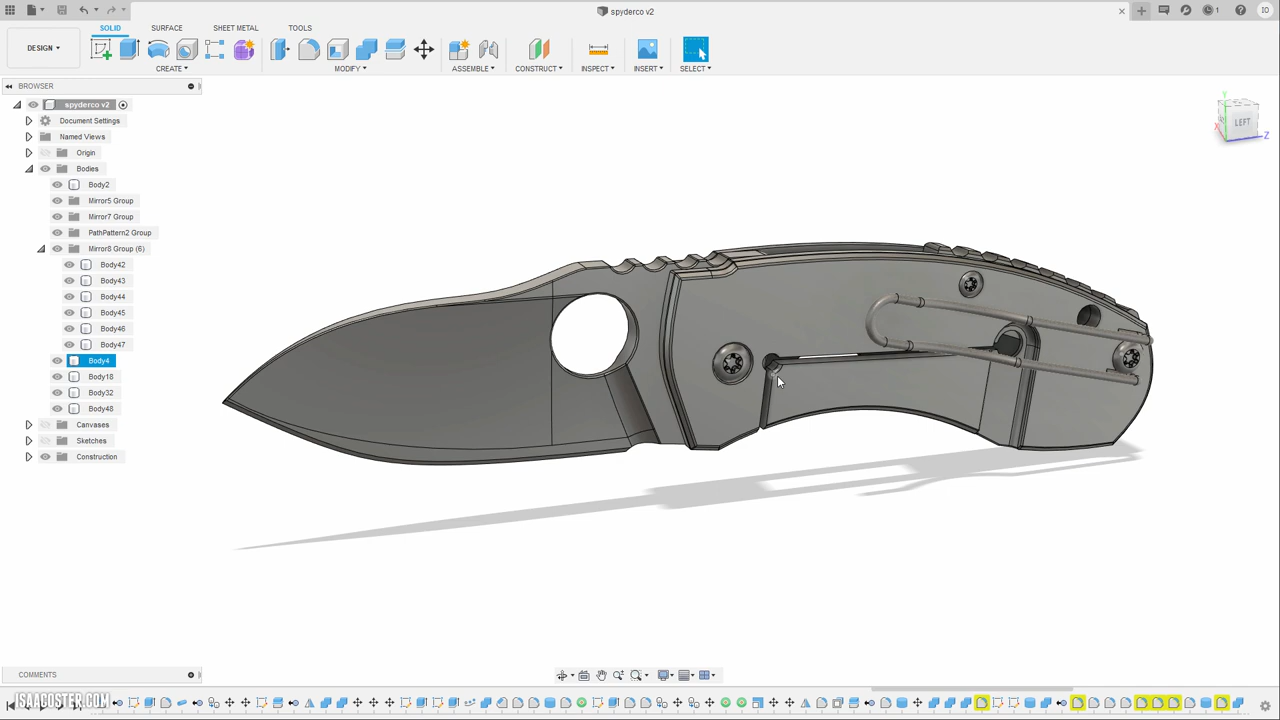 spyderco v2
1
IO
DESIGN
SOLID
SURFACE
SHEET METAL
TOOLS
CREATE
MODIFY
ASSEMBLE
CONSTRUCT
INSPECT
INSERT
SELECT
BROWSER
spyderco v2
Document Settings
Named Views
Origin
Bodies
Body2
Mirror5 Group
Mirror7 Group
PathPattern2 Group
Mirror8 Group (6)
Body42
Body43
Body44
Body45
Body46
Body47
Body4
Body18
Body32
Body48
Canvases
Sketches
Construction
Y
LEFT
X
Z
COMMENTS
ISAACOSTER.COM